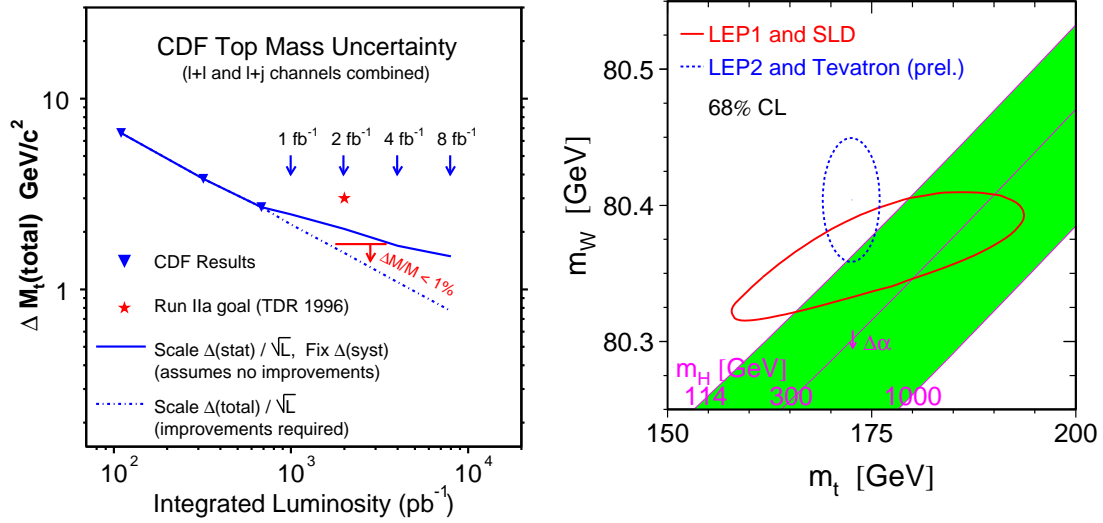 CDF Top Mass Uncertainty
(l+l and l+j channels combined)
1 fb⁻¹ 2 fb⁻¹ 4 fb⁻¹ 8 fb⁻¹
10
1
Δ Mₜ(total) GeV/c²
ΔM/M < 1%
CDF Results
Run IIa goal (TDR 1996)
Scale Δ(stat) / √L, Fix Δ(syst)
(assumes no improvements)
Scale Δ(total) / √L
(improvements required)
10² 10³ 10⁴
Integrated Luminosity (pb⁻¹)
LEP1 and SLD
LEP2 and Tevatron (prel.)
68% CL
80.5
80.4
80.3
m_W [GeV]
Δα
m_H [GeV]
114 300 1000
150 175 200
mₜ [GeV]